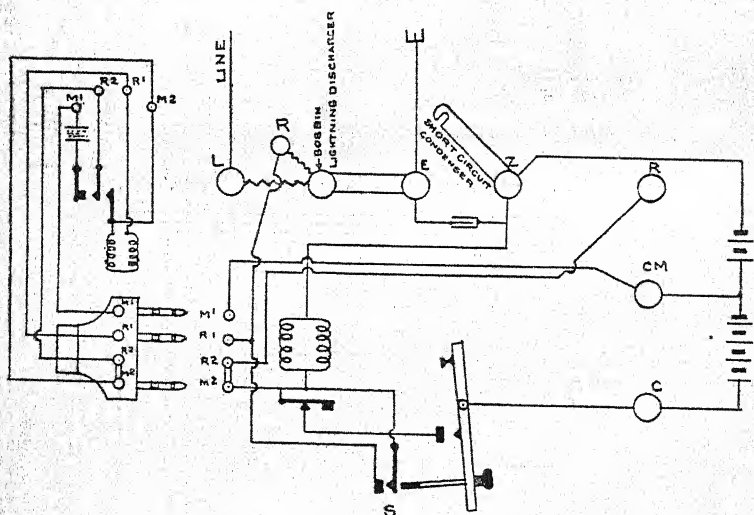 LINE
E
M1
R2
R1
M2
R
BOBBIN
LIGHTNING DISCHARGER
SHORT CIRCUIT
CONDENSER
L
E
Z
R
CM
C
M1
R1
R2
M2
M1
R1
R2
M2
S